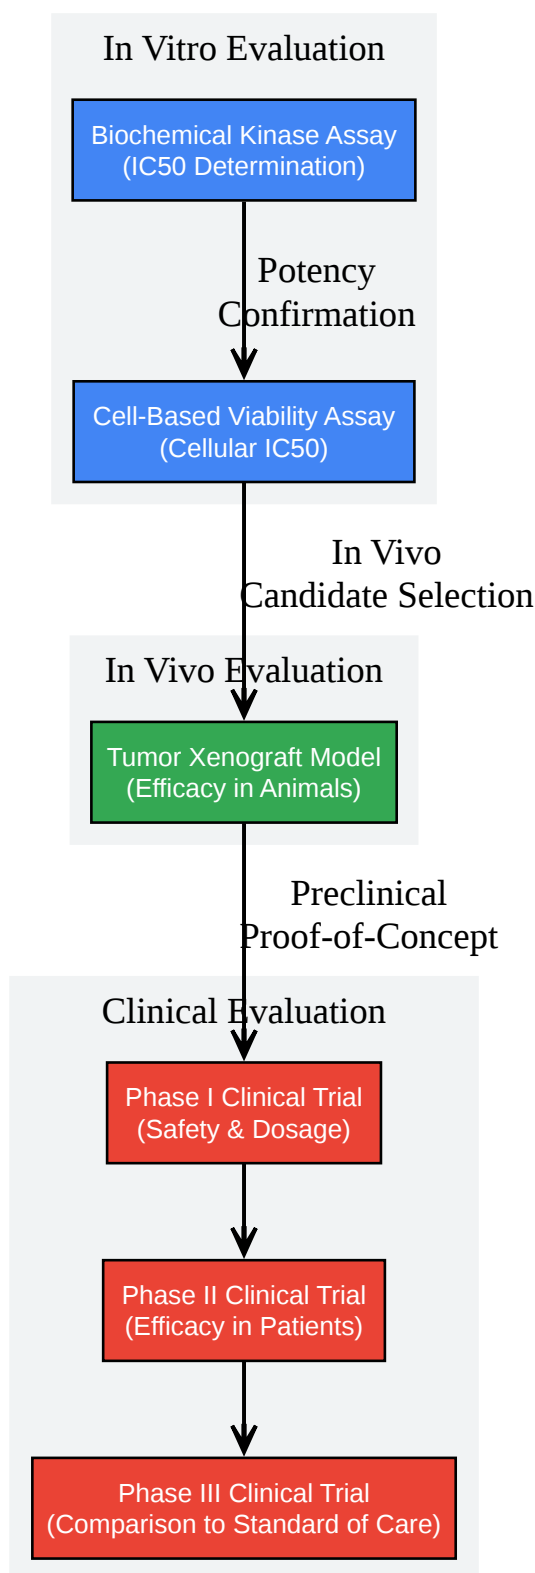 In Vitro Evaluation
Biochemical Kinase Assay
(IC50 Determination)
Potency
Confirmation
Cell-Based Viability Assay
(Cellular IC50)
In Vivo
Candidate Selection
In Vivo Evaluation
Tumor Xenograft Model
(Efficacy in Animals)
Preclinical
Proof-of-Concept
Clinical Evaluation
Phase I Clinical Trial
(Safety & Dosage)
Phase II Clinical Trial
(Efficacy in Patients)
Phase III Clinical Trial
(Comparison to Standard of Care)